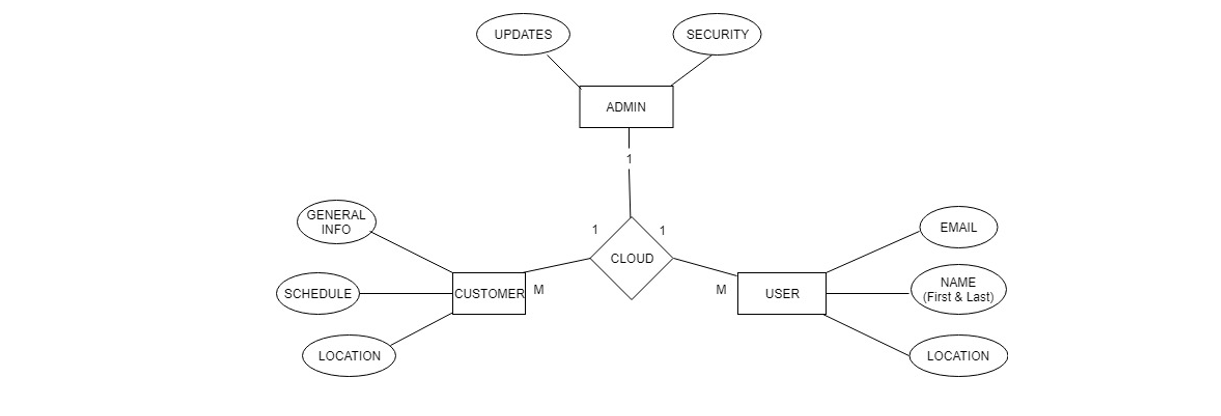 UPDATES
SECURITY
ADMIN
1
GENERAL
INFO
1
1
EMAIL
CLOUD
SCHEDULE
CUSTOMER
M
M
USER
NAME
(First & Last)
LOCATION
LOCATION